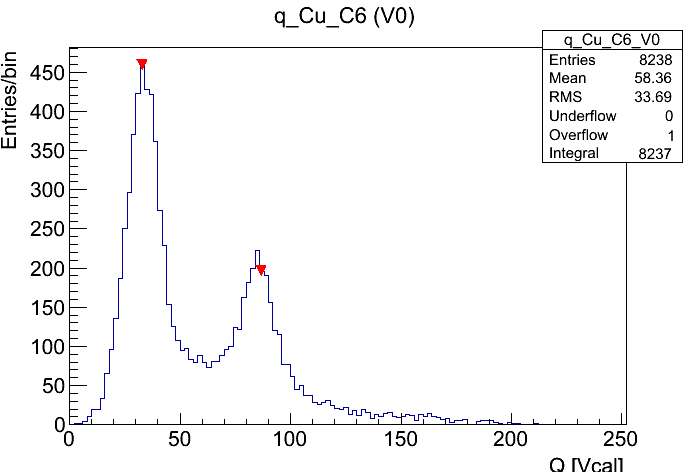 q_Cu_C6 (V0)
q_Cu_C6_V0
Entries 8238
Mean 58.36
RMS 33.69
Underflow 0
Overflow 1
Integral 8237
Entries/bin
450
400
350
300
250
200
150
100
50
0
0 50 100 150 200 250
Q [Vcal]